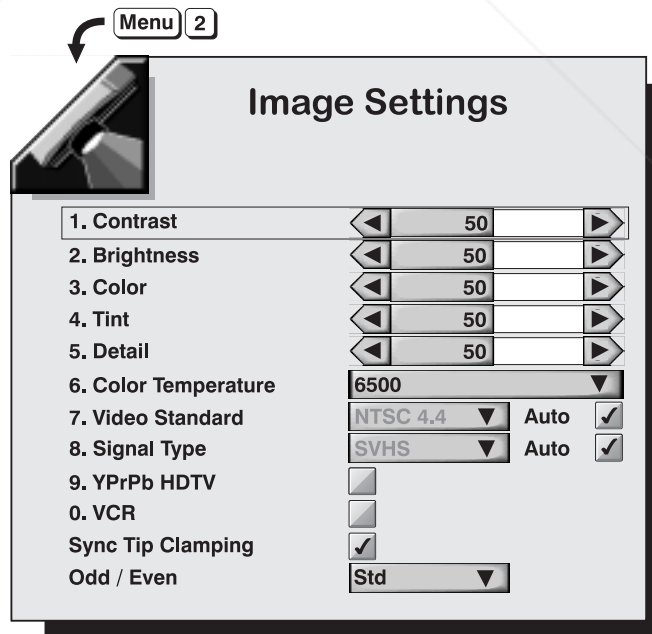 Menu 2
Image Settings
1. Contrast 50
2. Brightness 50
3. Color 50
4. Tint 50
5. Detail 50
6. Color Temperature 6500
7. Video Standard NTSC 4.4 Auto
8. Signal Type SVHS Auto
9. YPrPb HDTV
0. VCR
Sync Tip Clamping
Odd / Even Std